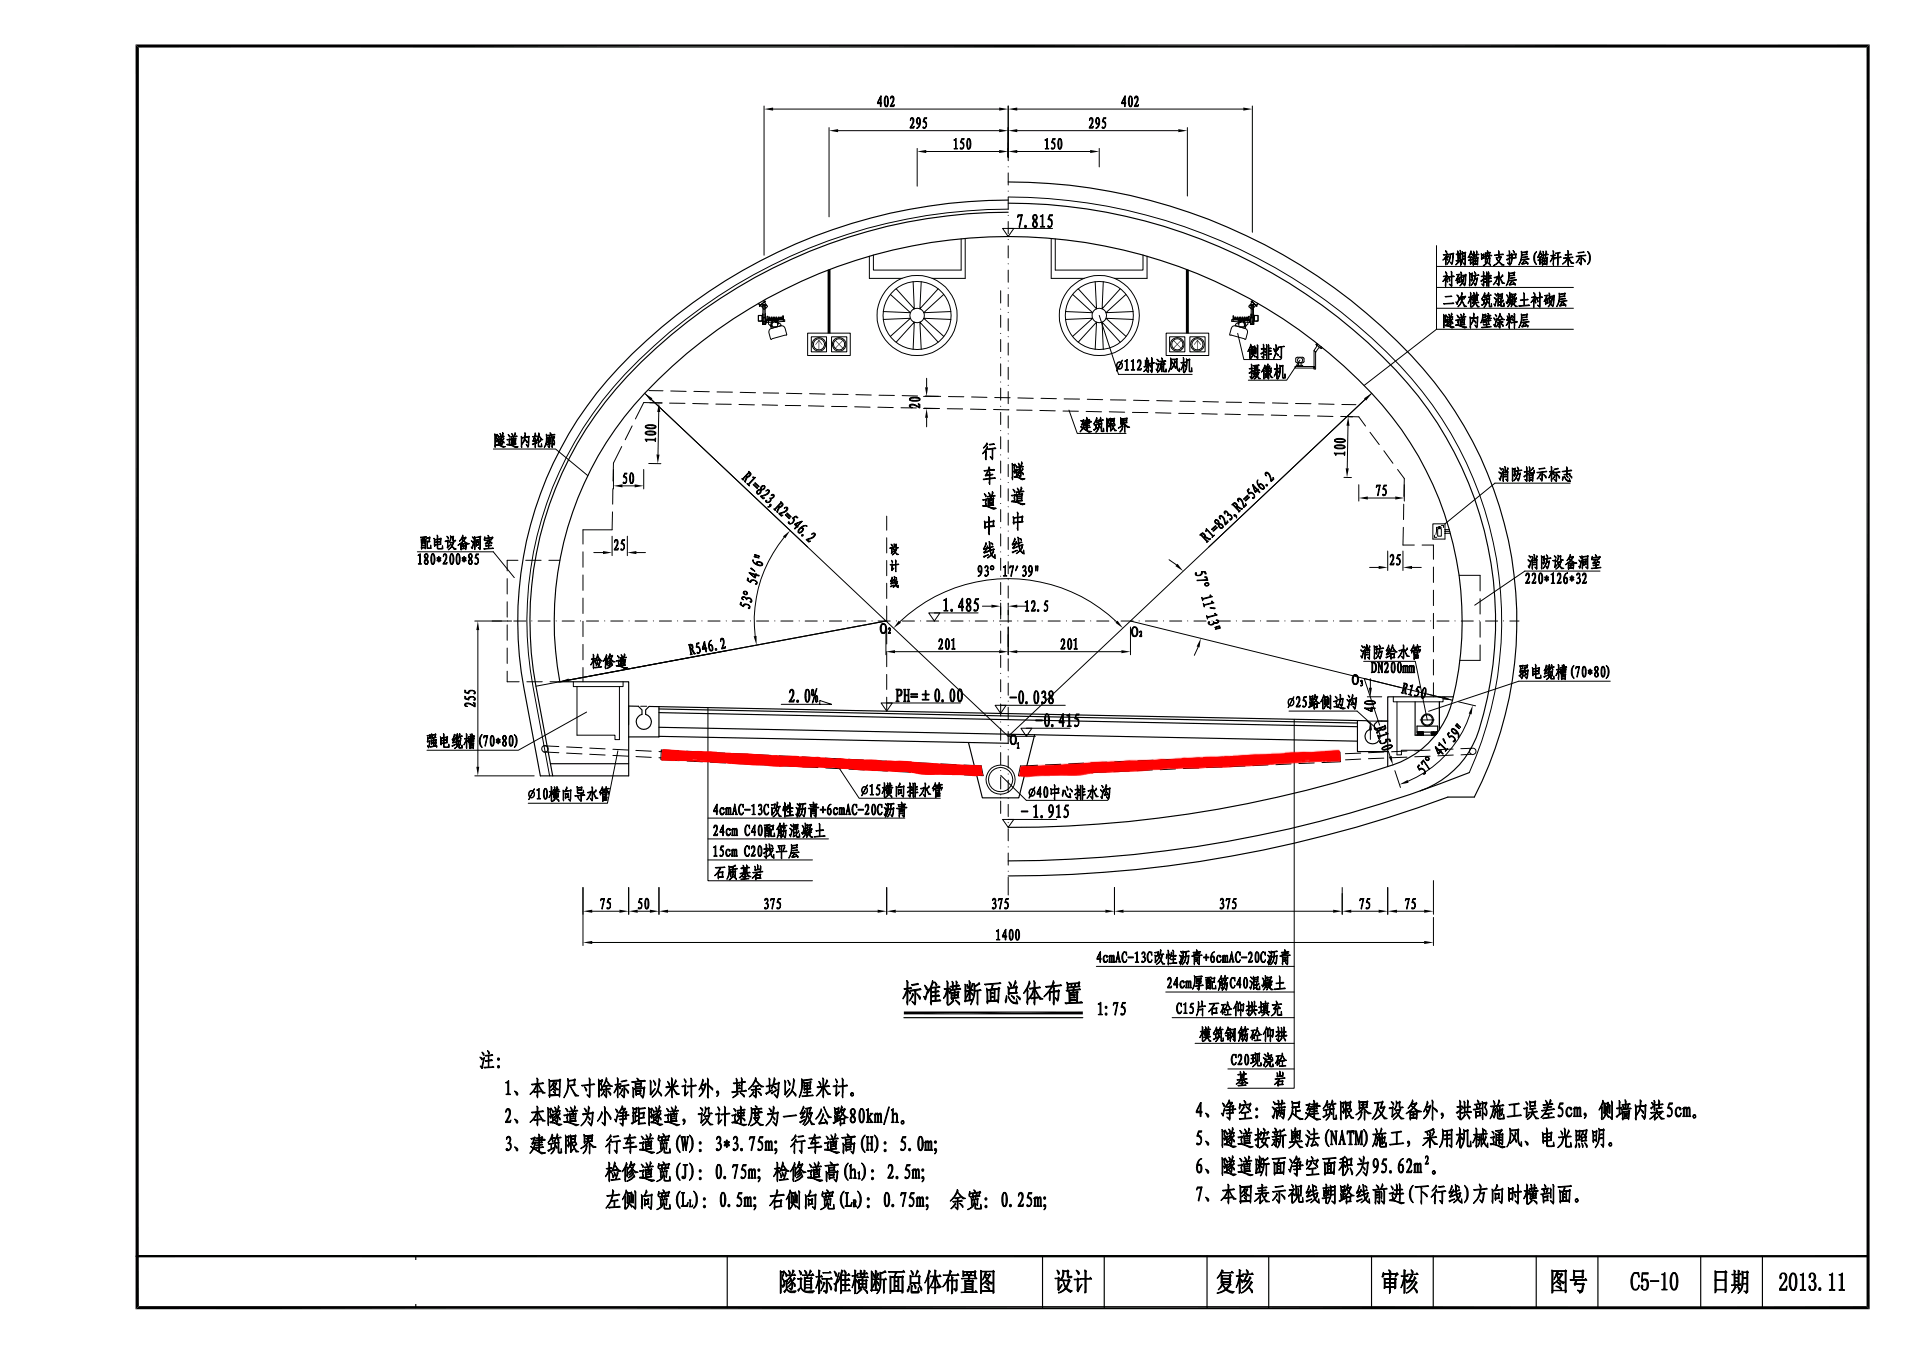 402
402
295
295
150
150
7.815
初期锚喷支护层(锚杆未示)
衬砌防排水层
二次模筑混凝土衬砌层
隧道内壁涂料层
侧排灯
摄像机
Ø112射流风机
20
建筑限界
100
100
隧道内轮廓
行车道中线
隧道中线
50
75
R1=823,R2=546.2
R1=823,R2=546.2
消防指示标志
配电设备洞室
180*200*85
25
设计线
25
消防设备洞室
220*126*32
53° 54′6″
93° 17′39″
57° 11′13″
1.485
12.5
O₂
O₂
201
201
R546.2
检修道
消防给水管
DN200mm
弱电缆槽(70*80)
O₃
R150
255
2.0%
PH=±0.00
-0.038
Ø25路侧边沟
40
-0.415
O₁
R150
57° 41′59″
强电缆槽(70*80)
Ø10横向导水管
Ø15横向排水管
Ø40中心排水沟
-1.915
4cmAC-13C改性沥青+6cmAC-20C沥青
24cm C40配筋混凝土
15cm C20找平层
石质基岩
75
50
375
375
375
75
75
1400
4cmAC-13C改性沥青+6cmAC-20C沥青
24cm厚配筋C40混凝土
C15片石砼仰拱填充
模筑钢筋砼仰拱
C20现浇砼
基 岩
标准横断面总体布置
1:75
注:
1、本图尺寸除标高以米计外，其余均以厘米计。
2、本隧道为小净距隧道，设计速度为一级公路80km/h。
3、建筑限界 行车道宽(W): 3*3.75m; 行车道高(H): 5.0m;
检修道宽(J): 0.75m; 检修道高(h₁): 2.5m;
左侧向宽(LL): 0.5m; 右侧向宽(LR): 0.75m; 余宽: 0.25m;
4、净空: 满足建筑限界及设备外，拱部施工误差5cm，侧墙内装5cm。
5、隧道按新奥法(NATM)施工，采用机械通风、电光照明。
6、隧道断面净空面积为95.62m²。
7、本图表示视线朝路线前进(下行线)方向时横剖面。
隧道标准横断面总体布置图 设计 复核 审核 图号 C5-10 日期 2013.11